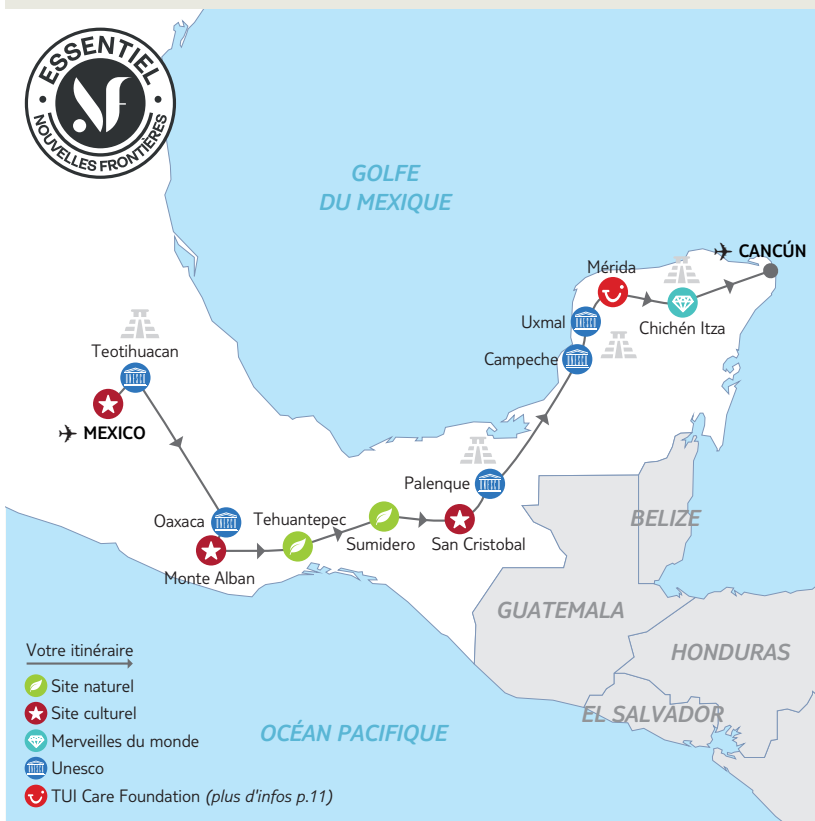 ESSENTIEL
NF
NOUVELLES FRONTIÈRES
GOLFE
DU MEXIQUE
CANCÚN
Mérida
Uxmal
Chichén Itza
Campeche
Teotihuacan
MEXICO
Palenque
Oaxaca
Tehuantepec
Sumidero
San Cristobal
Monte Alban
BELIZE
GUATEMALA
HONDURAS
EL SALVADOR
OCÉAN PACIFIQUE
Votre itinéraire
Site naturel
Site culturel
Merveilles du monde
Unesco
TUI Care Foundation (plus d'infos p.11)